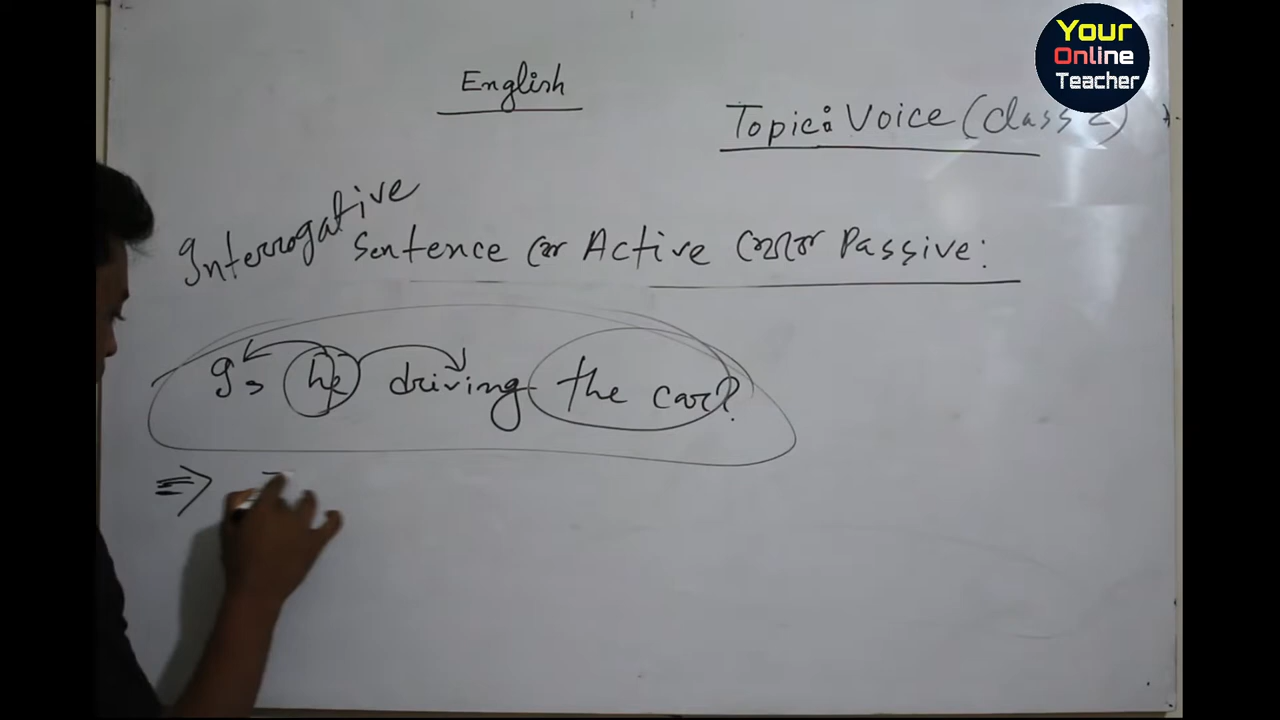 Your
Online
Teacher
English
Topic: Voice (Class 2)
Interrogative
Sentence এর Active থেকে Passive:
Is he driving the car?
⇒